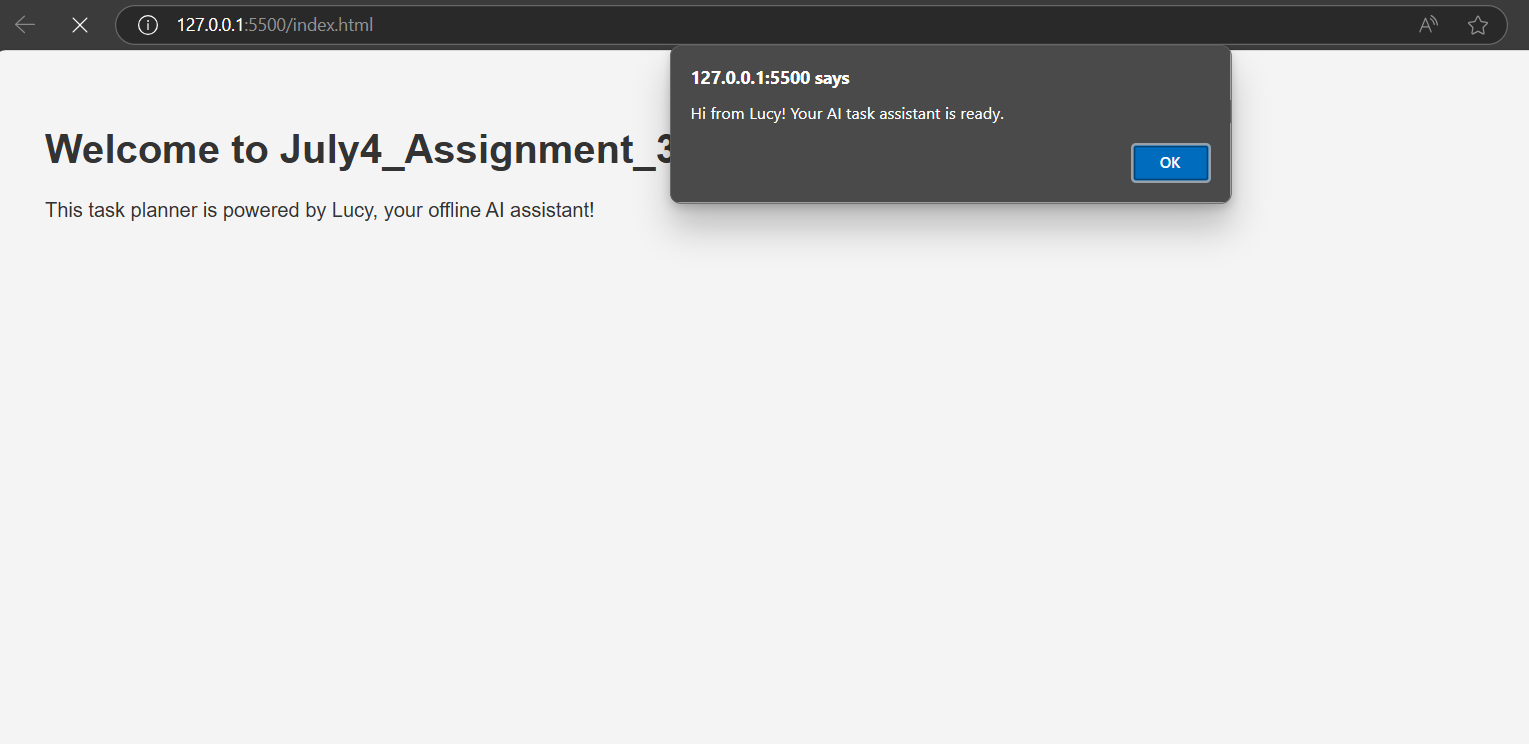 127.0.0.1:5500/index.html
127.0.0.1:5500 says
Hi from Lucy! Your AI task assistant is ready.
OK
Welcome to July4_Assignment_3
This task planner is powered by Lucy, your offline AI assistant!